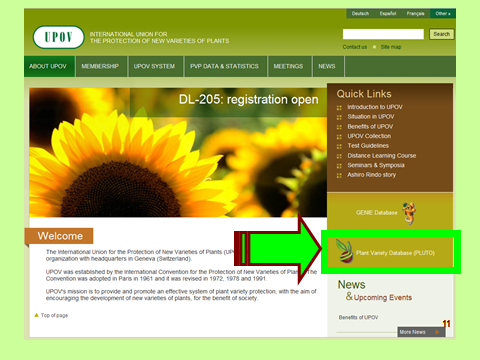 Deutsch Español Français Other »
UPOV
INTERNATIONAL UNION FOR
THE PROTECTION OF NEW VARIETIES OF PLANTS
Search
Contact us Site map
ABOUT UPOV MEMBERSHIP UPOV SYSTEM PVP DATA & STATISTICS MEETINGS NEWS
DL-205: registration open
Quick Links
Introduction to UPOV
Situation in UPOV
Benefits of UPOV
UPOV Collection
Test Guidelines
Distance Learning Course
Seminars & Symposia
Ashiro Rindo story
GENIE Database
Plant Variety Database (PLUTO)
Welcome
The International Union for the Protection of New Varieties of Plants (UPO
organization with headquarters in Geneva (Switzerland).
UPOV was established by the International Convention for the Protection of New Varieties of Plants. The
Convention was adopted in Paris in 1961 and it was revised in 1972, 1978 and 1991.
UPOV's mission is to provide and promote an effective system of plant variety protection, with the aim of
encouraging the development of new varieties of plants, for the benefit of society.
Top of page
News
& Upcoming Events
Benefits of UPOV
More News
11